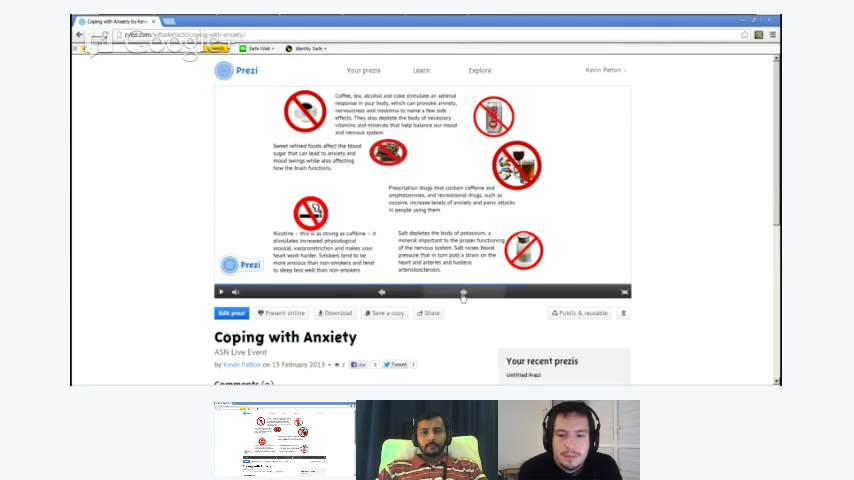 Coping with Anxiety by Kev
Google+
Safe Web
Identity Safe
Prezi
Your prezis
Learn
Explore
Kevin Patton
Coffee, tea, alcohol and coke stimulate an adrenal
response in your body, which can provoke anxiety,
nervousness and insomnia to name a few side
effects. They also deplete the body of necessary
vitamins and minerals that help balance our mood
and nervous system.
Sweet refined foods affect the blood
sugar that can lead to anxiety and
mood swings while also affecting
how the brain functions.
Prescription drugs that contain caffeine and
amphetamines, and recreational drugs, such as
cocaine, increase levels of anxiety and panic attacks
in people using them.
Nicotine – this is as strong as caffeine – it
stimulates increased physiological
arousal, vasoconstriction and makes your
heart work harder. Smokers tend to be
more anxious than non-smokers and tend
to sleep less well than non-smokers
Salt depletes the body of potassium, a
mineral important to the proper functioning
of the nervous system. Salt raises blood
pressure that in turn puts a strain on the
heart and arteries and hastens
arteriosclerosis.
Prezi
Edit prezi
Present online
Download
Save a copy
Share
Public & reusable
Coping with Anxiety
ASN Live Event
by Kevin Patton on 15 February 2013
Like
0
Tweet
0
Your recent prezis
Untitled Prezi
Comments (0)
Coping with Anxiety